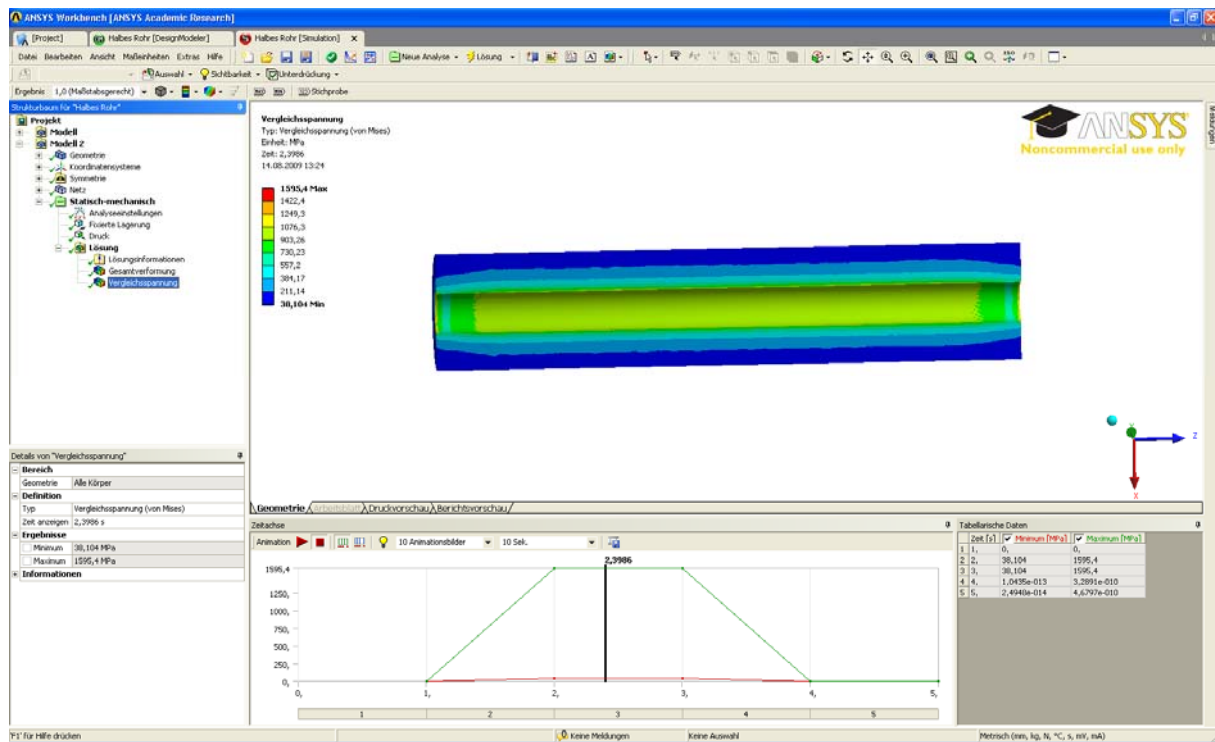 ANSYS Workbench [ANSYS Academic Research]
[Project]
Halbes Rohr [DesignModeler]
Halbes Rohr [Simulation]
Datei Bearbeiten Ansicht Maßeinheiten Extras Hilfe
Neue Analyse
Lösung
Auswahl
Sichtbarkeit
Unterdrückung
Ergebnis 1,0 (Maßstabsgerecht)
Stichprobe
Strukturbaum für "Halbes Rohr"
Projekt
Modell
Modell 2
Geometrie
Koordinatensysteme
Symmetrie
Netz
Statisch-mechanisch
Analyseeinstellungen
Fixierte Lagerung
Druck
Lösung
Lösungsinformationen
Gesamtverformung
Vergleichsspannung
Details von "Vergleichsspannung"
Bereich
Geometrie Alle Körper
Definition
Typ Vergleichsspannung (von Mises)
Zeit anzeigen 2,3986 s
Ergebnisse
Minimum 38,104 MPa
Maximum 1595,4 MPa
Informationen
Vergleichsspannung
Typ: Vergleichsspannung (von Mises)
Einheit: MPa
Zeit: 2,3986
14.08.2009 13:24
1595,4 Max
1422,4
1249,3
1076,3
903,26
730,23
557,2
384,17
211,14
38,104 Min
ANSYS
Noncommercial use only
Meldungen
Z
X
Geometrie Arbeitsblatt Druckvorschau Berichtsvorschau
Zeitachse
Animation
10 Animationsbilder
10 Sek.
2,3986
1595,4
1250,
1000,
750,
500,
250,
0,
0, 1, 2, 3, 4, 5,
1 2 3 4 5
Tabellarische Daten
Zeit [s] Minimum [MPa] Maximum [MPa]
1 1, 0, 0,
2 2, 38,104 1595,4
3 3, 38,104 1595,4
4 4, 1,0435e-013 3,2891e-010
5 5, 2,4940e-014 4,6797e-010
'F1' für Hilfe drücken
Keine Meldungen
Keine Auswahl
Metrisch (mm, kg, N, °C, s, mV, mA)